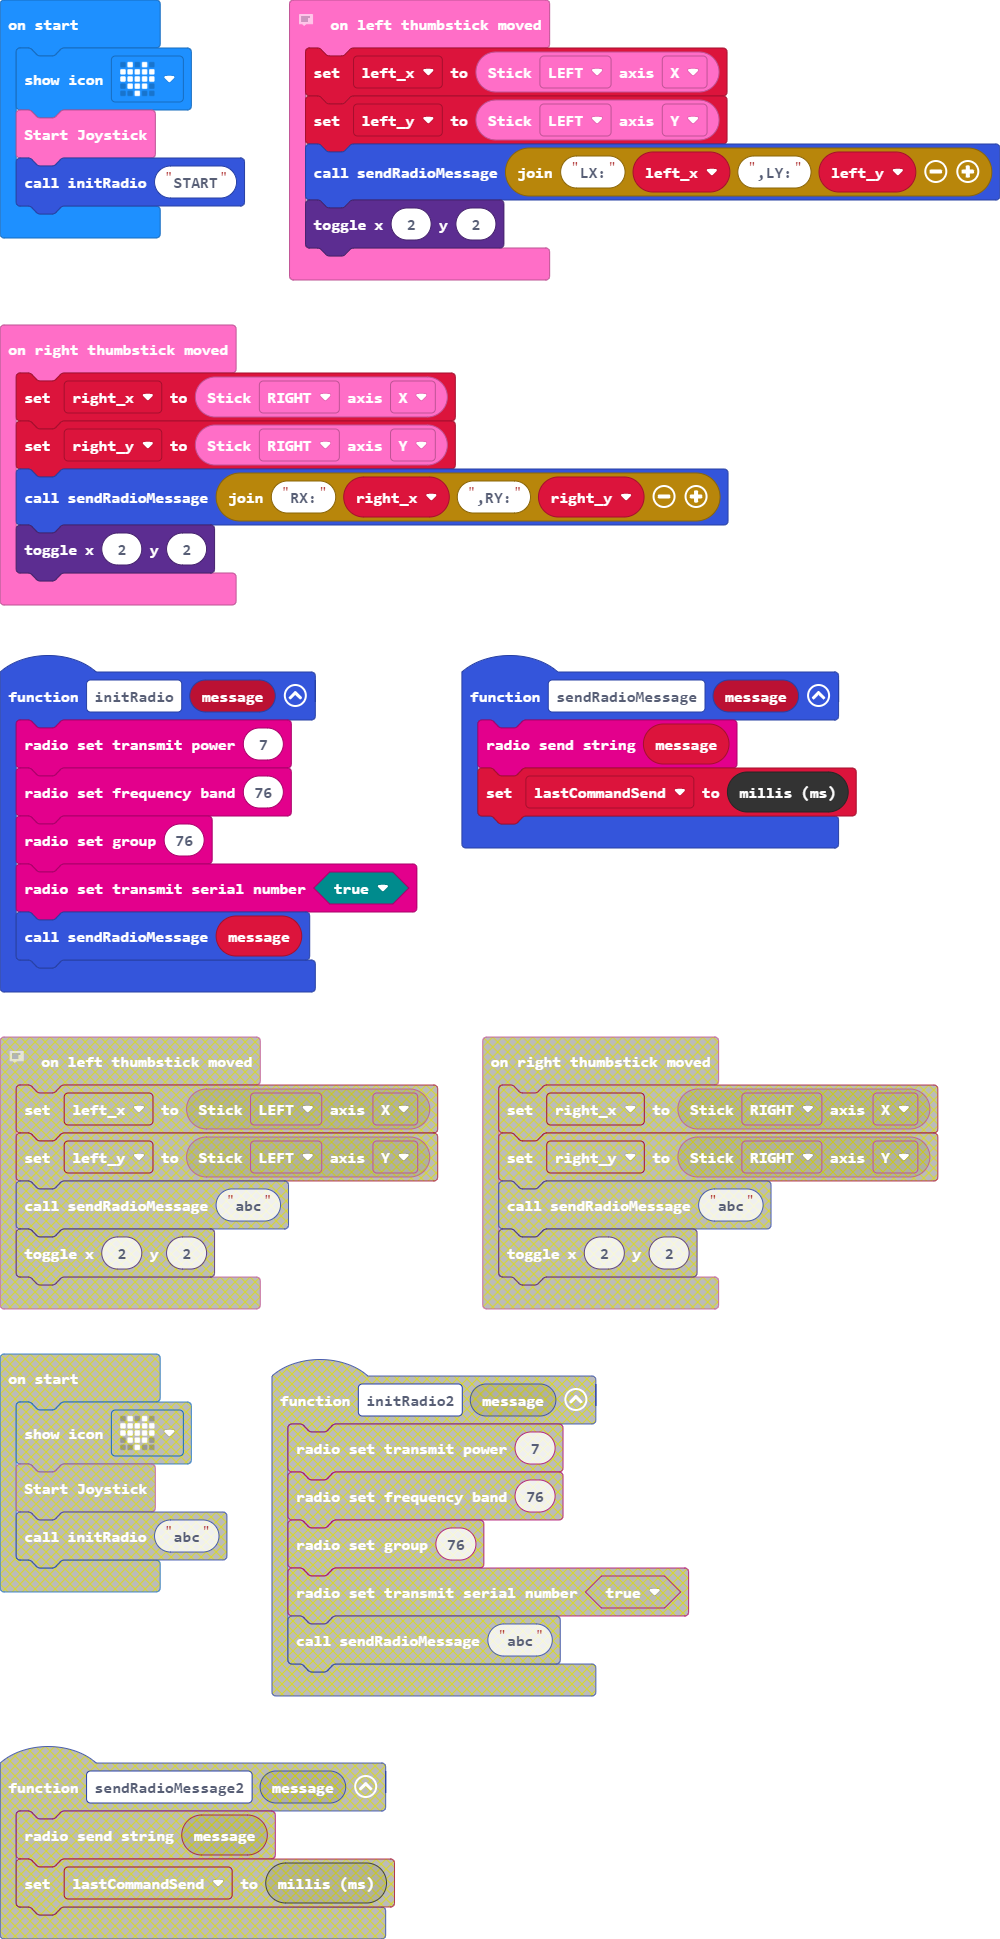 on start
show icon
Start Joystick
call initRadio "START"
on left thumbstick moved
set left_x to Stick LEFT axis X
set left_y to Stick LEFT axis Y
call sendRadioMessage join "LX:" left_x ",LY:" left_y
toggle x 2 y 2
on right thumbstick moved
set right_x to Stick RIGHT axis X
set right_y to Stick RIGHT axis Y
call sendRadioMessage join "RX:" right_x ",RY:" right_y
toggle x 2 y 2
function initRadio message
radio set transmit power 7
radio set frequency band 76
radio set group 76
radio set transmit serial number true
call sendRadioMessage message
function sendRadioMessage message
radio send string message
set lastCommandSend to millis (ms)
on left thumbstick moved
set left_x to Stick LEFT axis X
set left_y to Stick LEFT axis Y
call sendRadioMessage "abc"
toggle x 2 y 2
on right thumbstick moved
set right_x to Stick RIGHT axis X
set right_y to Stick RIGHT axis Y
call sendRadioMessage "abc"
toggle x 2 y 2
on start
show icon
Start Joystick
call initRadio "abc"
function initRadio2 message
radio set transmit power 7
radio set frequency band 76
radio set group 76
radio set transmit serial number true
call sendRadioMessage "abc"
function sendRadioMessage2 message
radio send string message
set lastCommandSend to millis (ms)